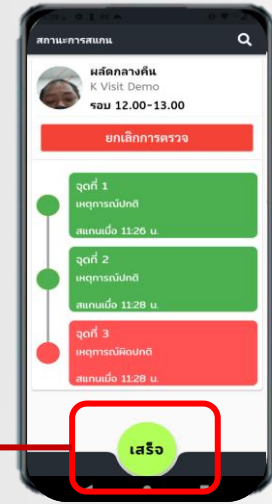 สถานะการสแกน
ผลัดกลางคืน
K Visit Demo
รอบ 12.00-13.00
ยกเลิกการตรวจ
จุดที่ 1
เหตุการณ์ปกติ
สแกนเมื่อ 11:26 น.
จุดที่ 2
เหตุการณ์ปกติ
สแกนเมื่อ 11:28 น.
จุดที่ 3
เหตุการณ์ผิดปกติ
สแกนเมื่อ 11:28 น.
เสร็จ